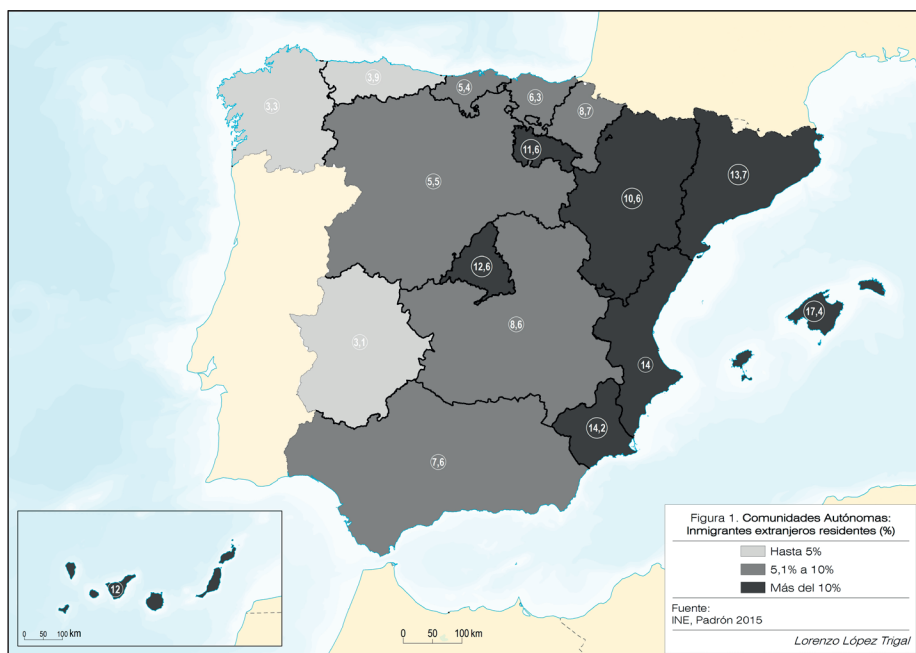 3,9
5,4
6,3
3,3
8,7
11,6
13,7
5,5
10,6
12,6
17,4
8,6
3,1
14
14,2
7,6
12
0 50 100 km
0 50 100 km
Figura 1. Comunidades Autónomas:
Inmigrantes extranjeros residentes (%)
Hasta 5%
5,1% a 10%
Más del 10%
Fuente:
INE, Padrón 2015
Lorenzo López Trigal